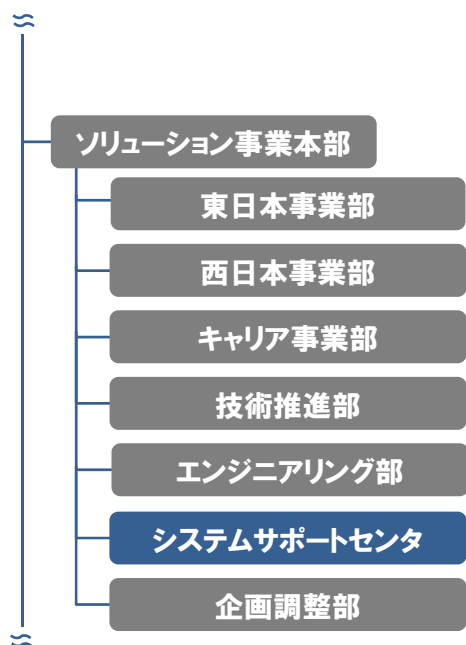 ソリューション事業本部
東日本事業部
西日本事業部
キャリア事業部
技術推進部
エンジニアリング部
システムサポートセンタ
企画調整部